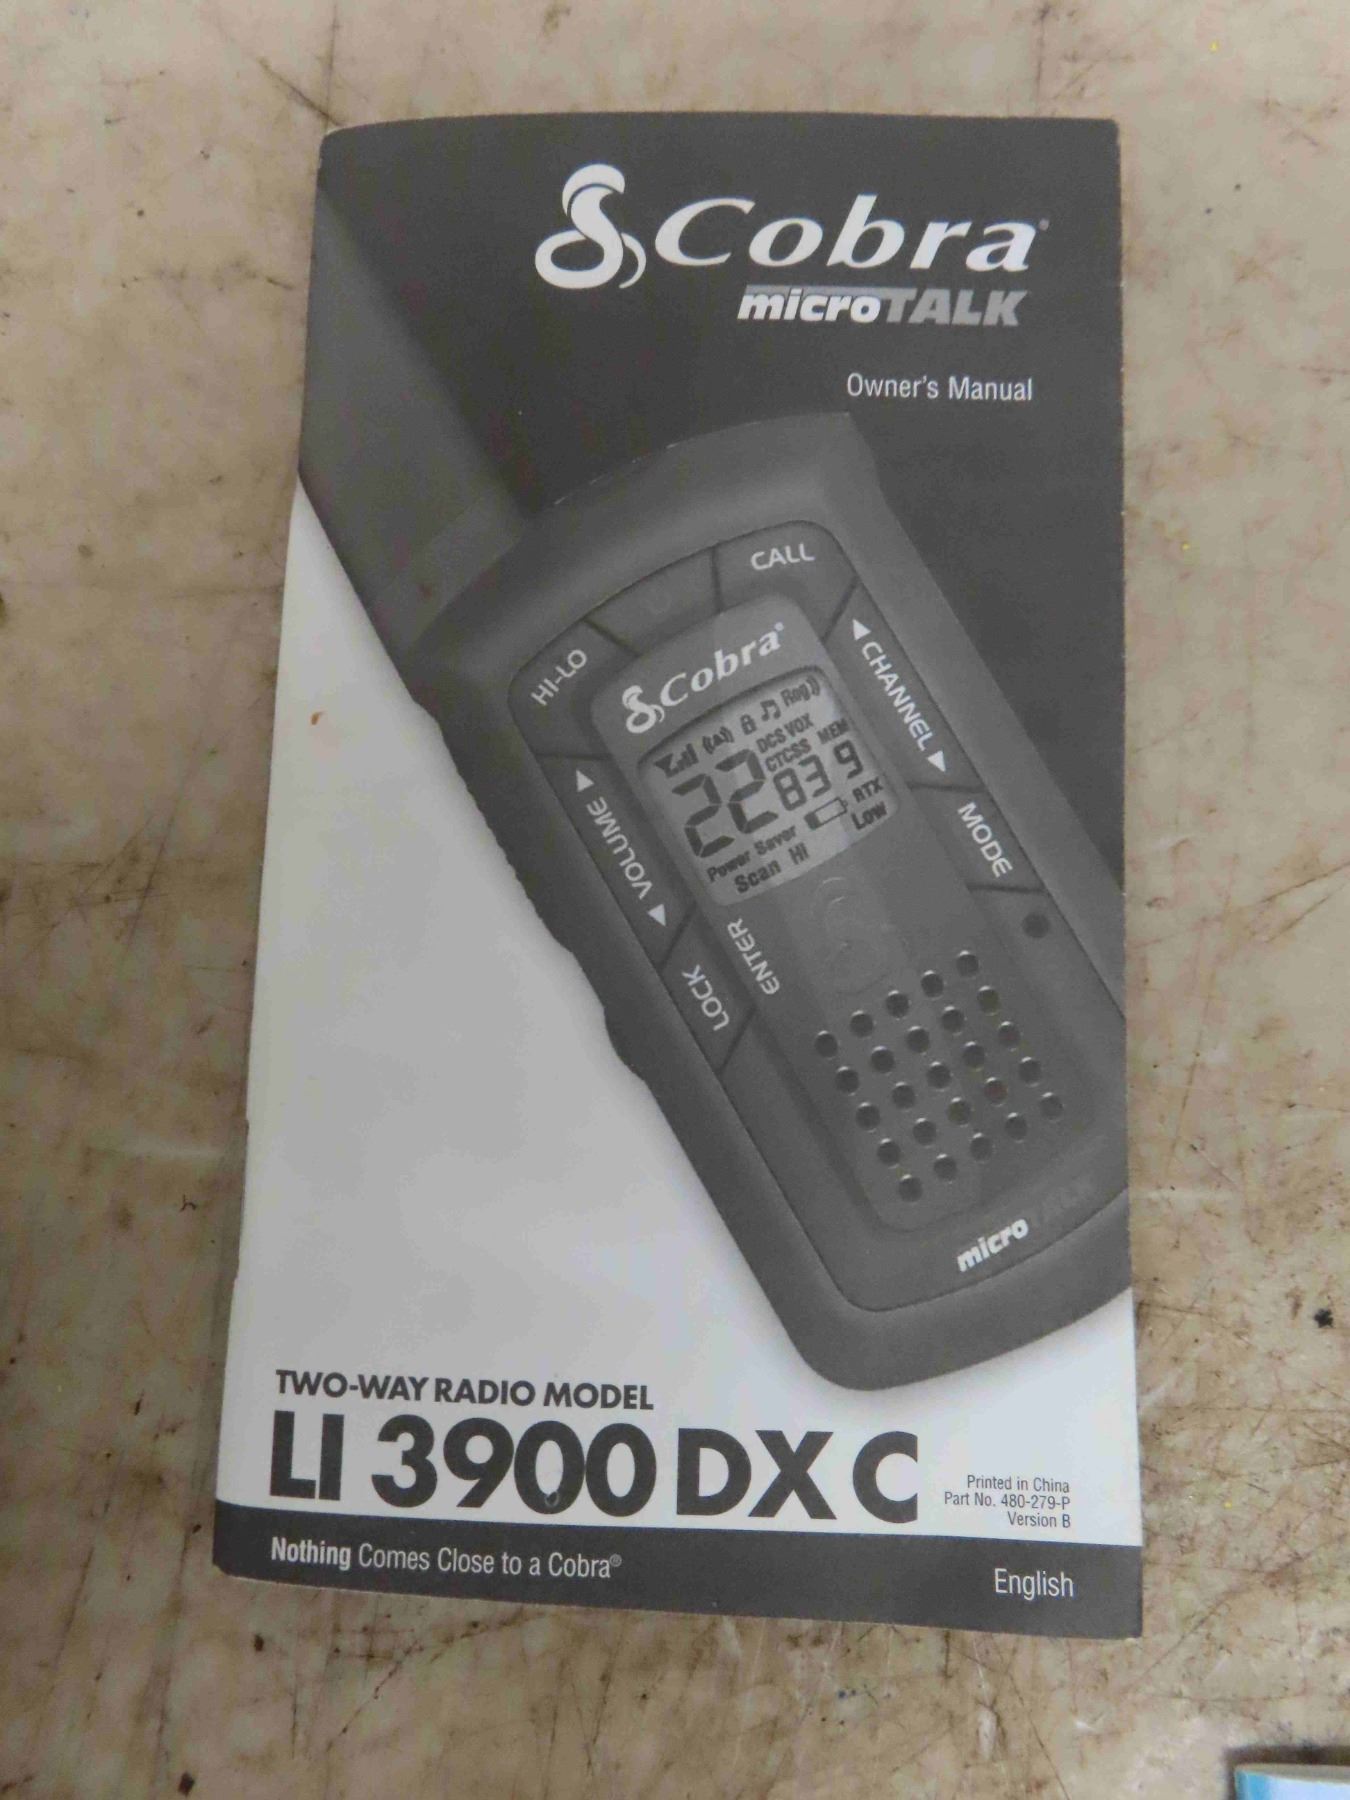 Cobra®
microTALK
Owner's Manual
CALL
HI-LO
Cobra®
◄CHANNEL►
Rog
DCS VOX
CTCSS MEM
22 83 9
RTX
Power Saver
Low
Scan Hi
◄VOLUME►
MODE
ENTER
LOCK
micro
TWO-WAY RADIO MODEL
LI 3900 DX C
Printed in China
Part No. 480-279-P
Version B
Nothing Comes Close to a Cobra®
English